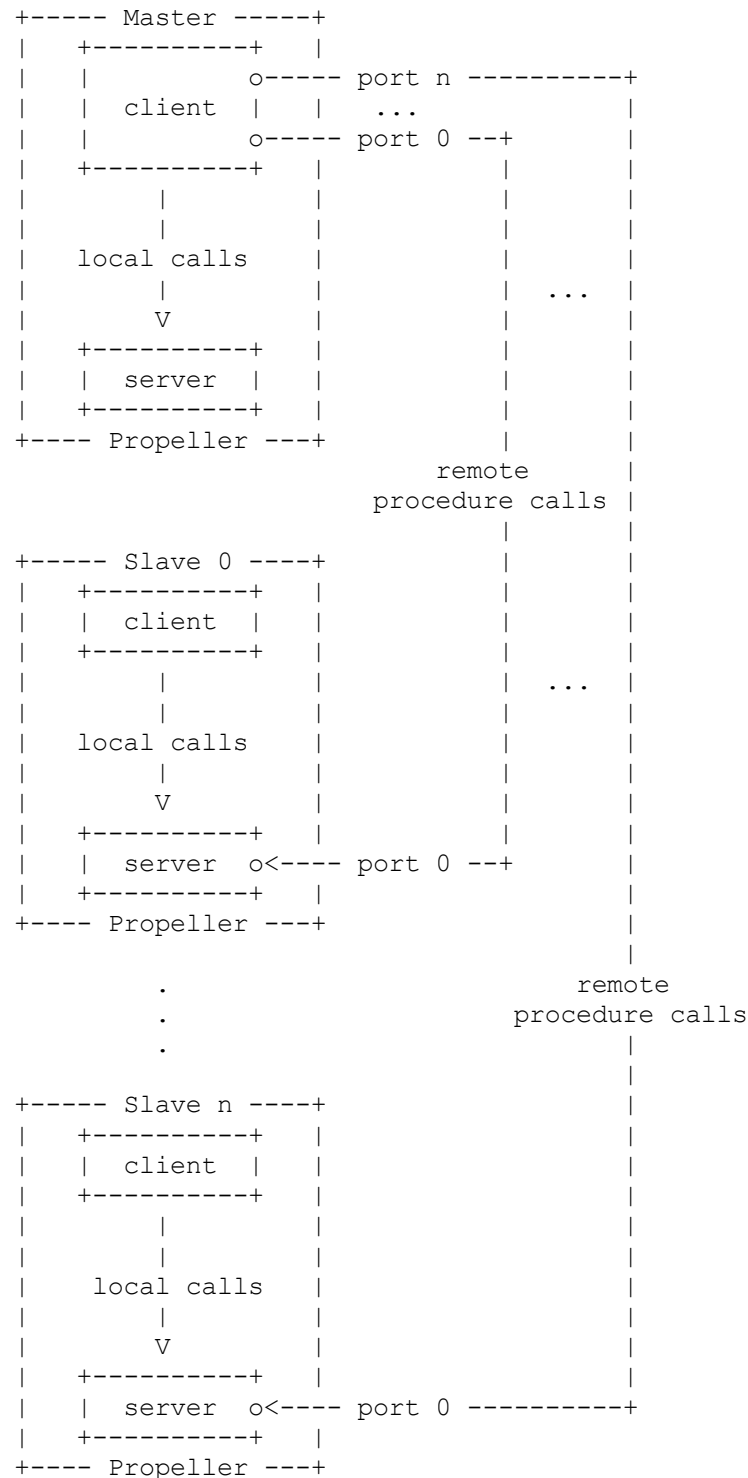 Master
port n
client ...
port 0
local calls
...
V
server
Propeller
remote
procedure calls
Slave 0
client
...
local calls
V
server port 0
Propeller
. remote
. procedure calls
.
Slave n
client
local calls
V
server port 0
Propeller